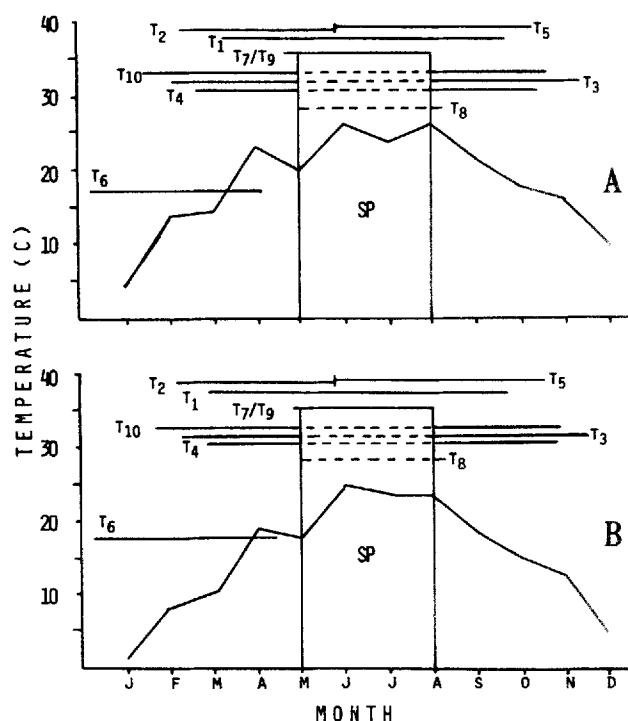 40
T2
T5
T1
T7/T9
T10
T3
30
T4
T8
T6
20
A
SP
10
TEMPERATURE (C)
40
T2
T5
T1
T7/T9
T10
T3
30
T4
T8
T6
20
B
SP
10
J F M A M J J A S O N D
MONTH